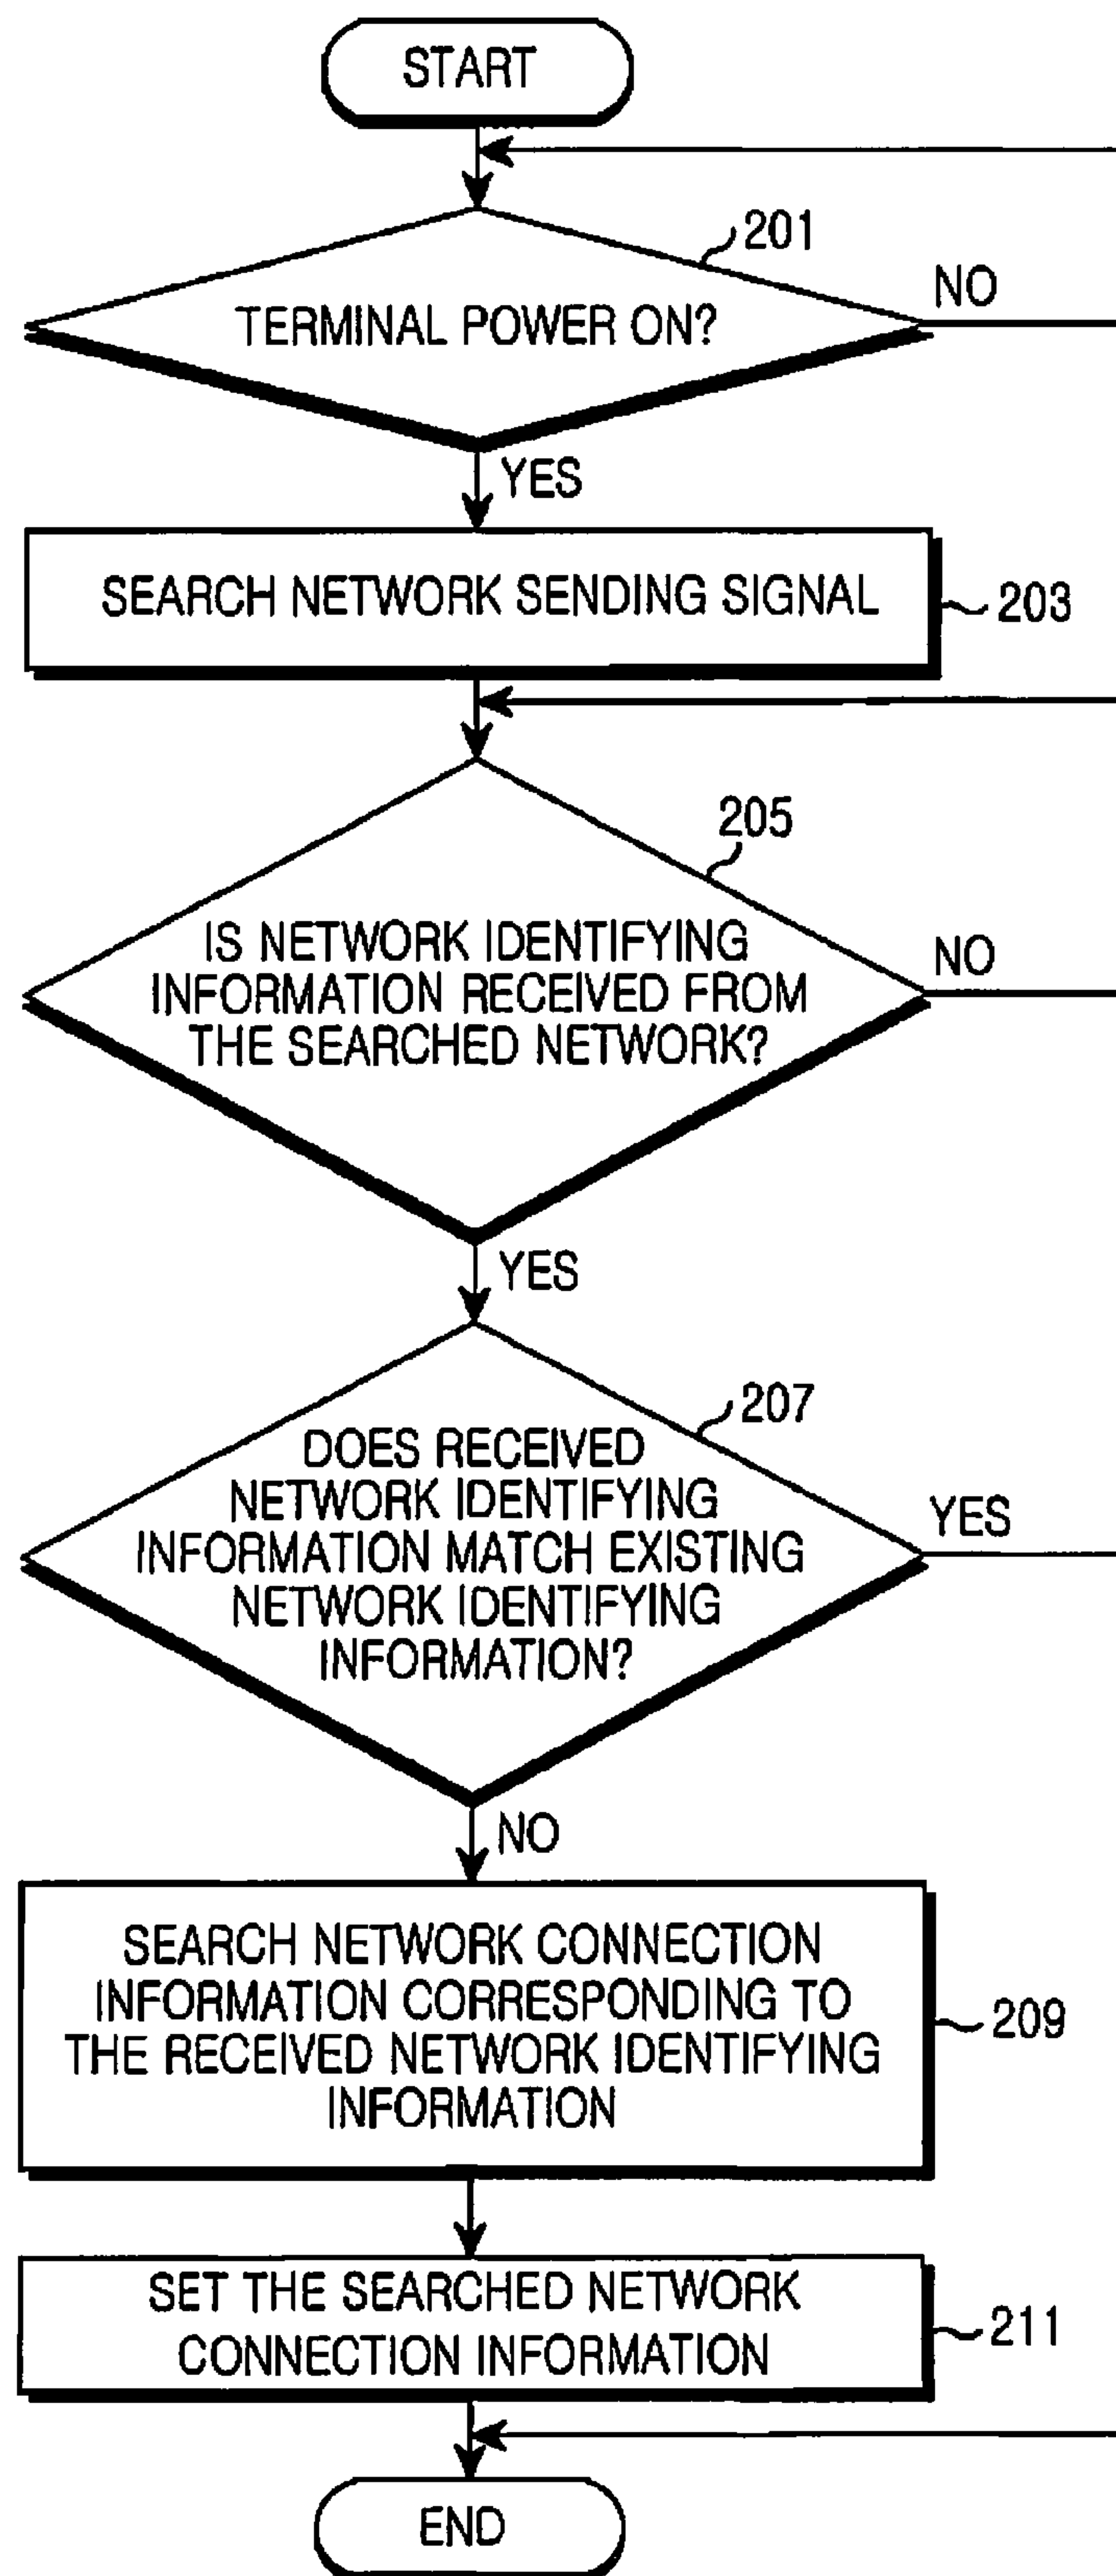 START
201
TERMINAL POWER ON?
NO
YES
SEARCH NETWORK SENDING SIGNAL
203
205
IS NETWORK IDENTIFYING
INFORMATION RECEIVED FROM
THE SEARCHED NETWORK?
NO
YES
207
DOES RECEIVED
NETWORK IDENTIFYING
INFORMATION MATCH EXISTING
NETWORK IDENTIFYING
INFORMATION?
YES
NO
SEARCH NETWORK CONNECTION
INFORMATION CORRESPONDING TO
THE RECEIVED NETWORK IDENTIFYING
INFORMATION
209
SET THE SEARCHED NETWORK
CONNECTION INFORMATION
211
END